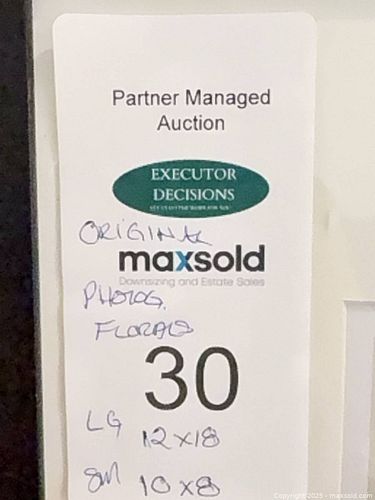 Partner Managed
Auction
EXECUTOR
DECISIONS
ORIGINAL
maxsold
Downsizing and Estate Sales
PHOTOG.
FLORALS
30
LG 12x18
SM 10x8
Copyright 2025 - maxsold.com